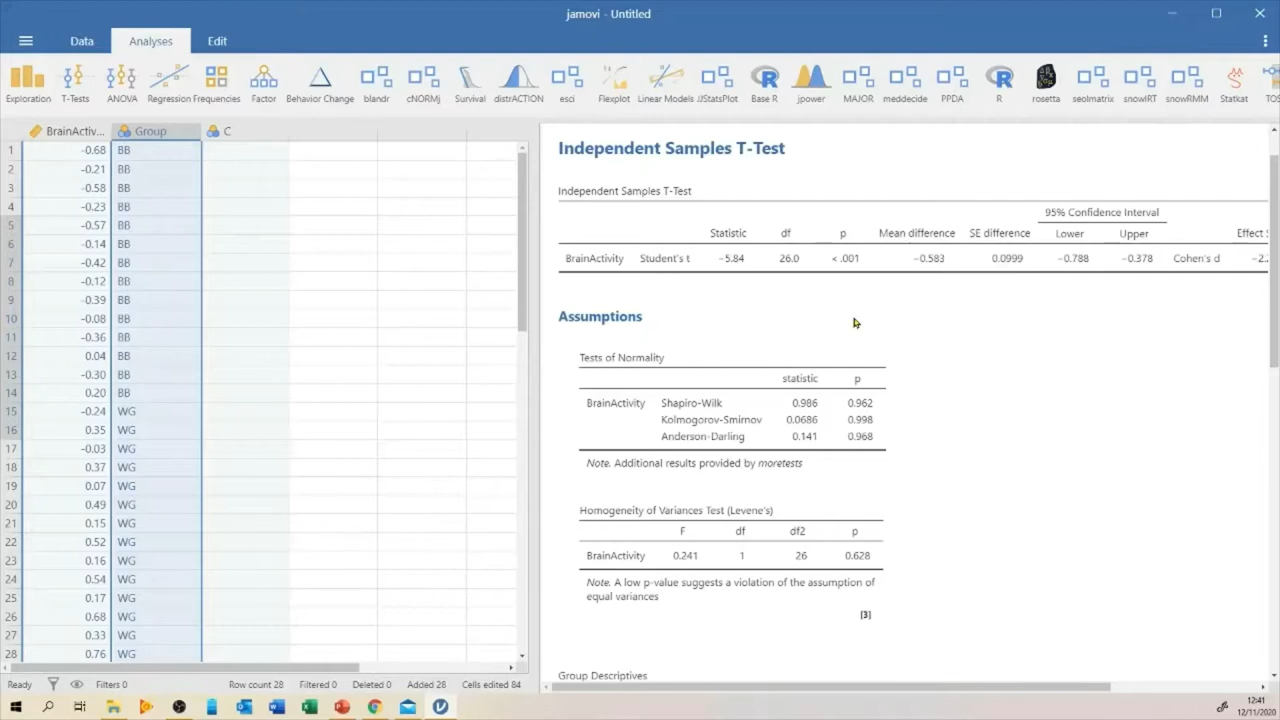 jamovi - Untitled
Data Analyses Edit
Exploration T-Tests ANOVA Regression Frequencies Factor Behavior Change blandr cNORMj Survival distrACTION esci Flexplot Linear Models JJStatsPlot Base R jpower MAJOR meddecide PPDA R rosetta seolmatrix snowIRT snowRMM Statkat TOS
BrainActiv... Group C
1 -0.68 BB
2 -0.21 BB
3 -0.58 BB
4 -0.23 BB
5 -0.57 BB
6 -0.14 BB
7 -0.42 BB
8 -0.12 BB
9 -0.39 BB
10 -0.08 BB
11 -0.36 BB
12 0.04 BB
13 -0.30 BB
14 0.20 BB
15 -0.24 WG
16 0.35 WG
17 -0.03 WG
18 0.37 WG
19 0.07 WG
20 0.49 WG
21 0.15 WG
22 0.52 WG
23 0.16 WG
24 0.54 WG
25 0.17 WG
26 0.68 WG
27 0.33 WG
28 0.76 WG
Ready Filters 0 Row count 28 Filtered 0 Deleted 0 Added 28 Cells edited 84
Independent Samples T-Test
Independent Samples T-Test
95% Confidence Interval
Statistic df p Mean difference SE difference Lower Upper Effect S
BrainActivity Student's t −5.84 26.0 < .001 −0.583 0.0999 −0.788 −0.378 Cohen's d −2.2
Assumptions
Tests of Normality
statistic p
BrainActivity Shapiro-Wilk 0.986 0.962
Kolmogorov-Smirnov 0.0686 0.998
Anderson-Darling 0.141 0.968
Note. Additional results provided by moretests
Homogeneity of Variances Test (Levene's)
F df df2 p
BrainActivity 0.241 1 26 0.628
Note. A low p-value suggests a violation of the assumption of
equal variances
[3]
Group Descriptives
12:41
12/11/2020